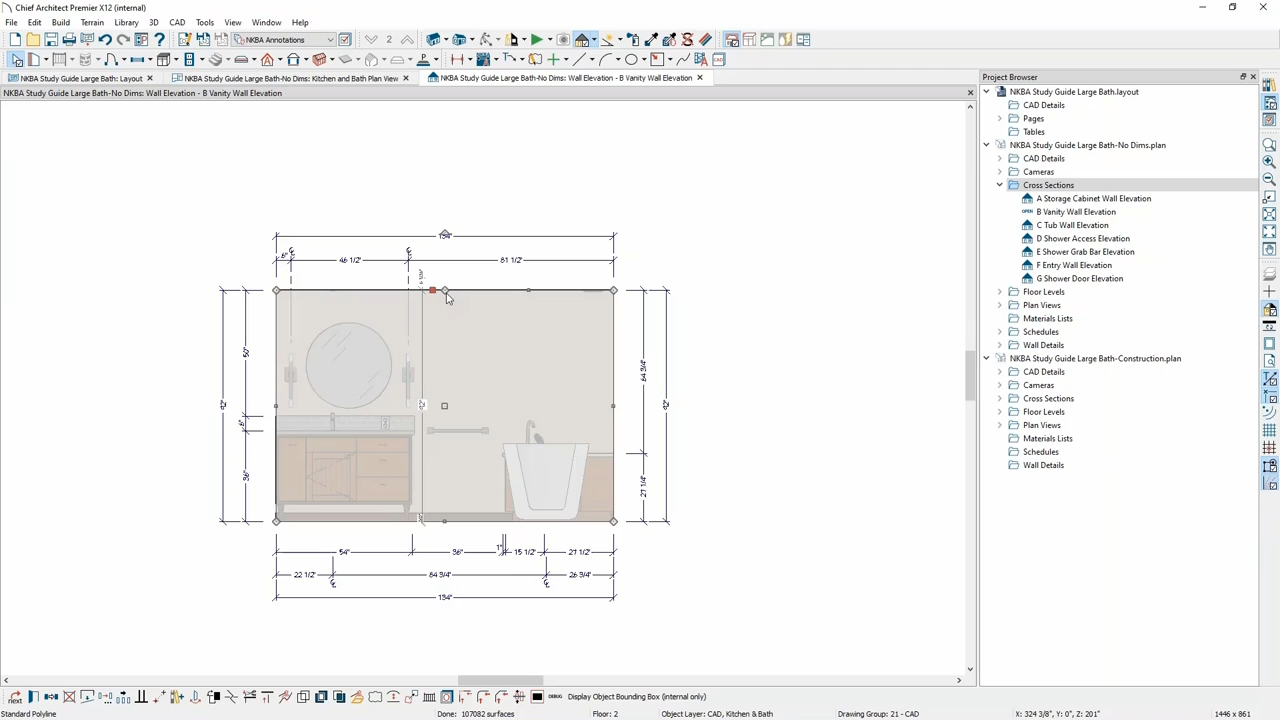 Chief Architect Premier X12 (internal)
File Edit Build Terrain Library 3D CAD Tools View Window Help
NKBA Annotations
2
NKBA Study Guide Large Bath: Layout
NKBA Study Guide Large Bath-No Dims: Kitchen and Bath Plan View
NKBA Study Guide Large Bath-No Dims: Wall Elevation - B Vanity Wall Elevation
NKBA Study Guide Large Bath-No Dims: Wall Elevation - B Vanity Wall Elevation
Project Browser
NKBA Study Guide Large Bath.layout
CAD Details
Pages
Tables
NKBA Study Guide Large Bath-No Dims.plan
CAD Details
Cameras
Cross Sections
A Storage Cabinet Wall Elevation
OPEN B Vanity Wall Elevation
C Tub Wall Elevation
D Shower Access Elevation
E Shower Grab Bar Elevation
F Entry Wall Elevation
G Shower Door Elevation
Floor Levels
Plan Views
Materials Lists
Schedules
Wall Details
NKBA Study Guide Large Bath-Construction.plan
CAD Details
Cameras
Cross Sections
Floor Levels
Plan Views
Materials Lists
Schedules
Wall Details
6" 46 1/2" 81 1/2"
50"
64 3/4"
92"
92"
92"
6"
36"
27 1/4"
54" 36" 1" 15 1/2" 27 1/2"
22 1/2" 84 3/4" 26 3/4"
134"
next
DEBUG Display Object Bounding Box (internal only)
Standard Polyline
Done: 107082 surfaces
Floor: 2
Object Layer: CAD, Kitchen & Bath
Drawing Group: 21 - CAD
X: 324 3/8", Y: 0", Z: 201"
1446 x 861